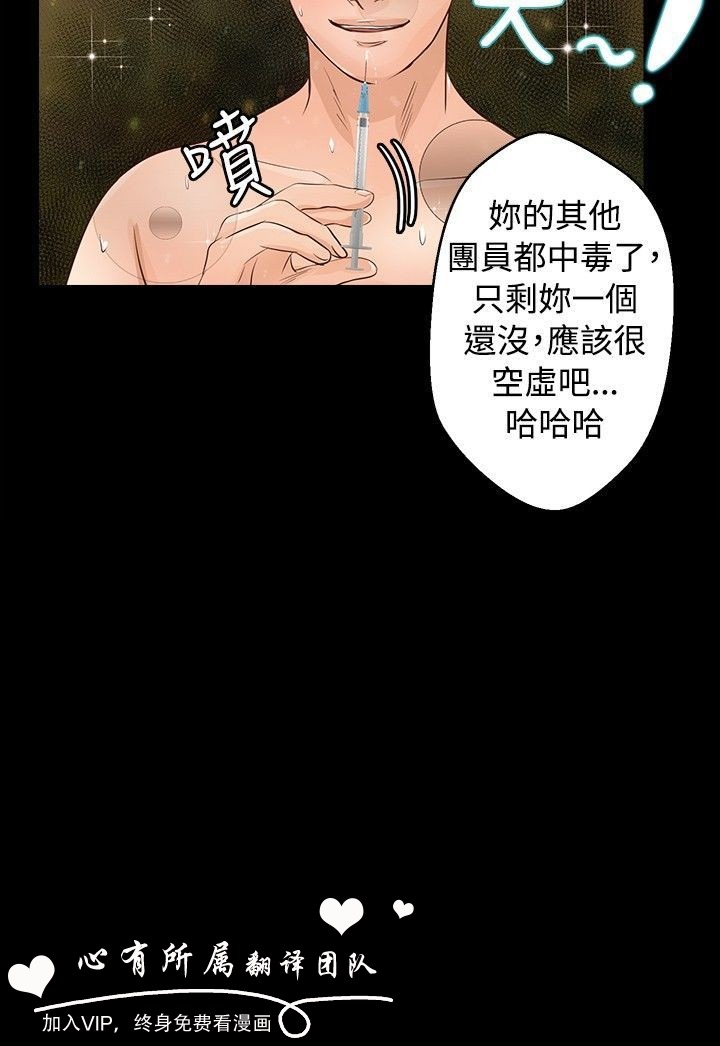 天~!
噴
妳的其他
團員都中毒了,
只剩妳一個
還沒,應該很
空虛吧...
哈哈哈
心有所属翻译团队
加入VIP，终身免费看漫画